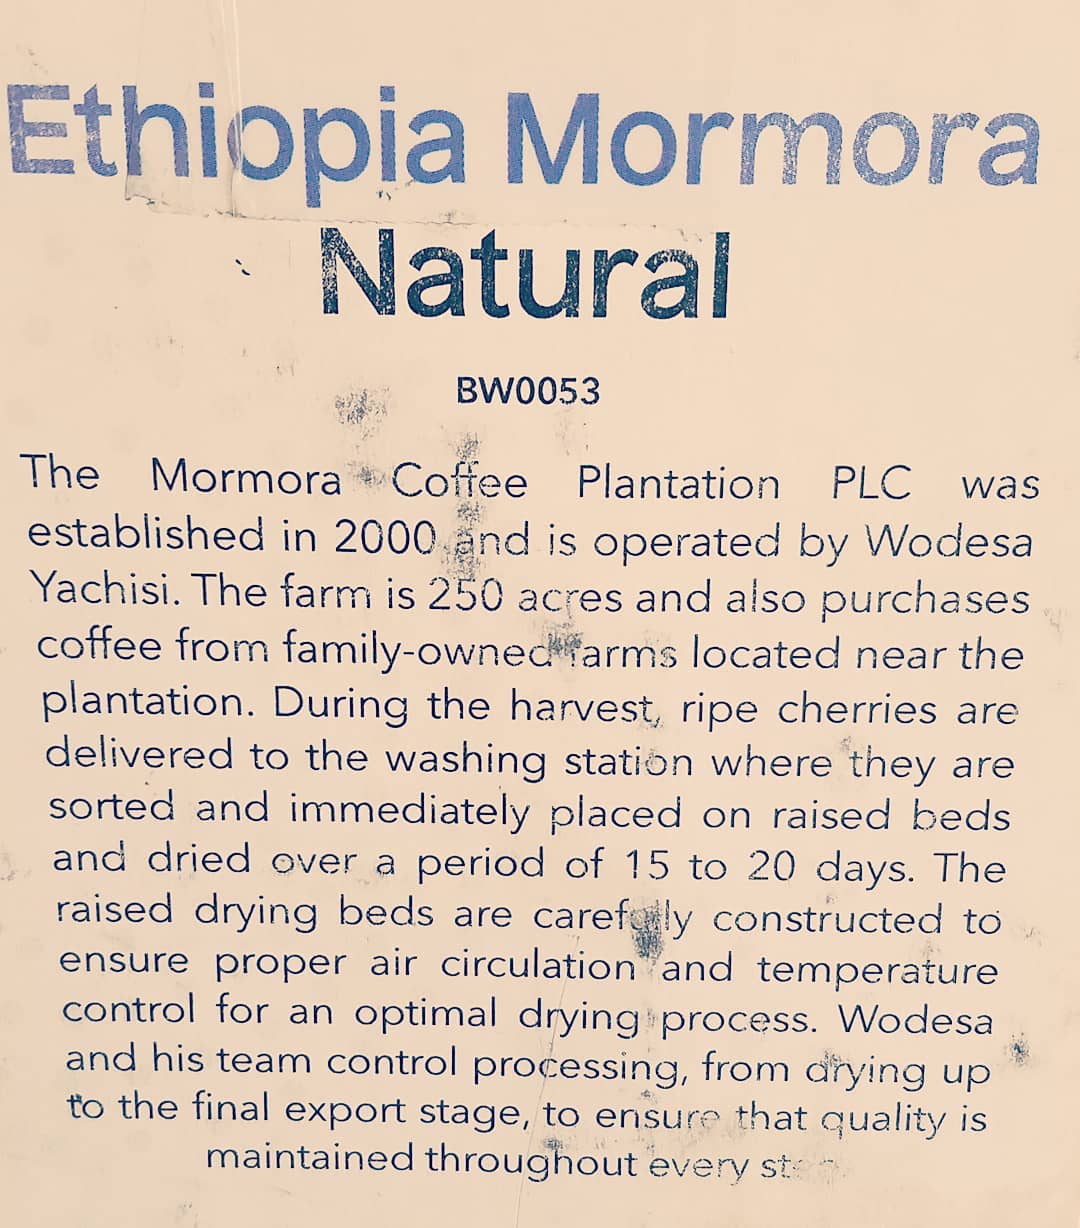 Ethiopia Mormora
Natural
BW0053
The Mormora Coffee Plantation PLC was
established in 2000 and is operated by Wodesa
Yachisi. The farm is 250 acres and also purchases
coffee from family-owned farms located near the
plantation. During the harvest, ripe cherries are
delivered to the washing station where they are
sorted and immediately placed on raised beds
and dried over a period of 15 to 20 days. The
raised drying beds are carefully constructed to
ensure proper air circulation and temperature
control for an optimal drying process. Wodesa
and his team control processing, from drying up
to the final export stage, to ensure that quality is
maintained throughout every